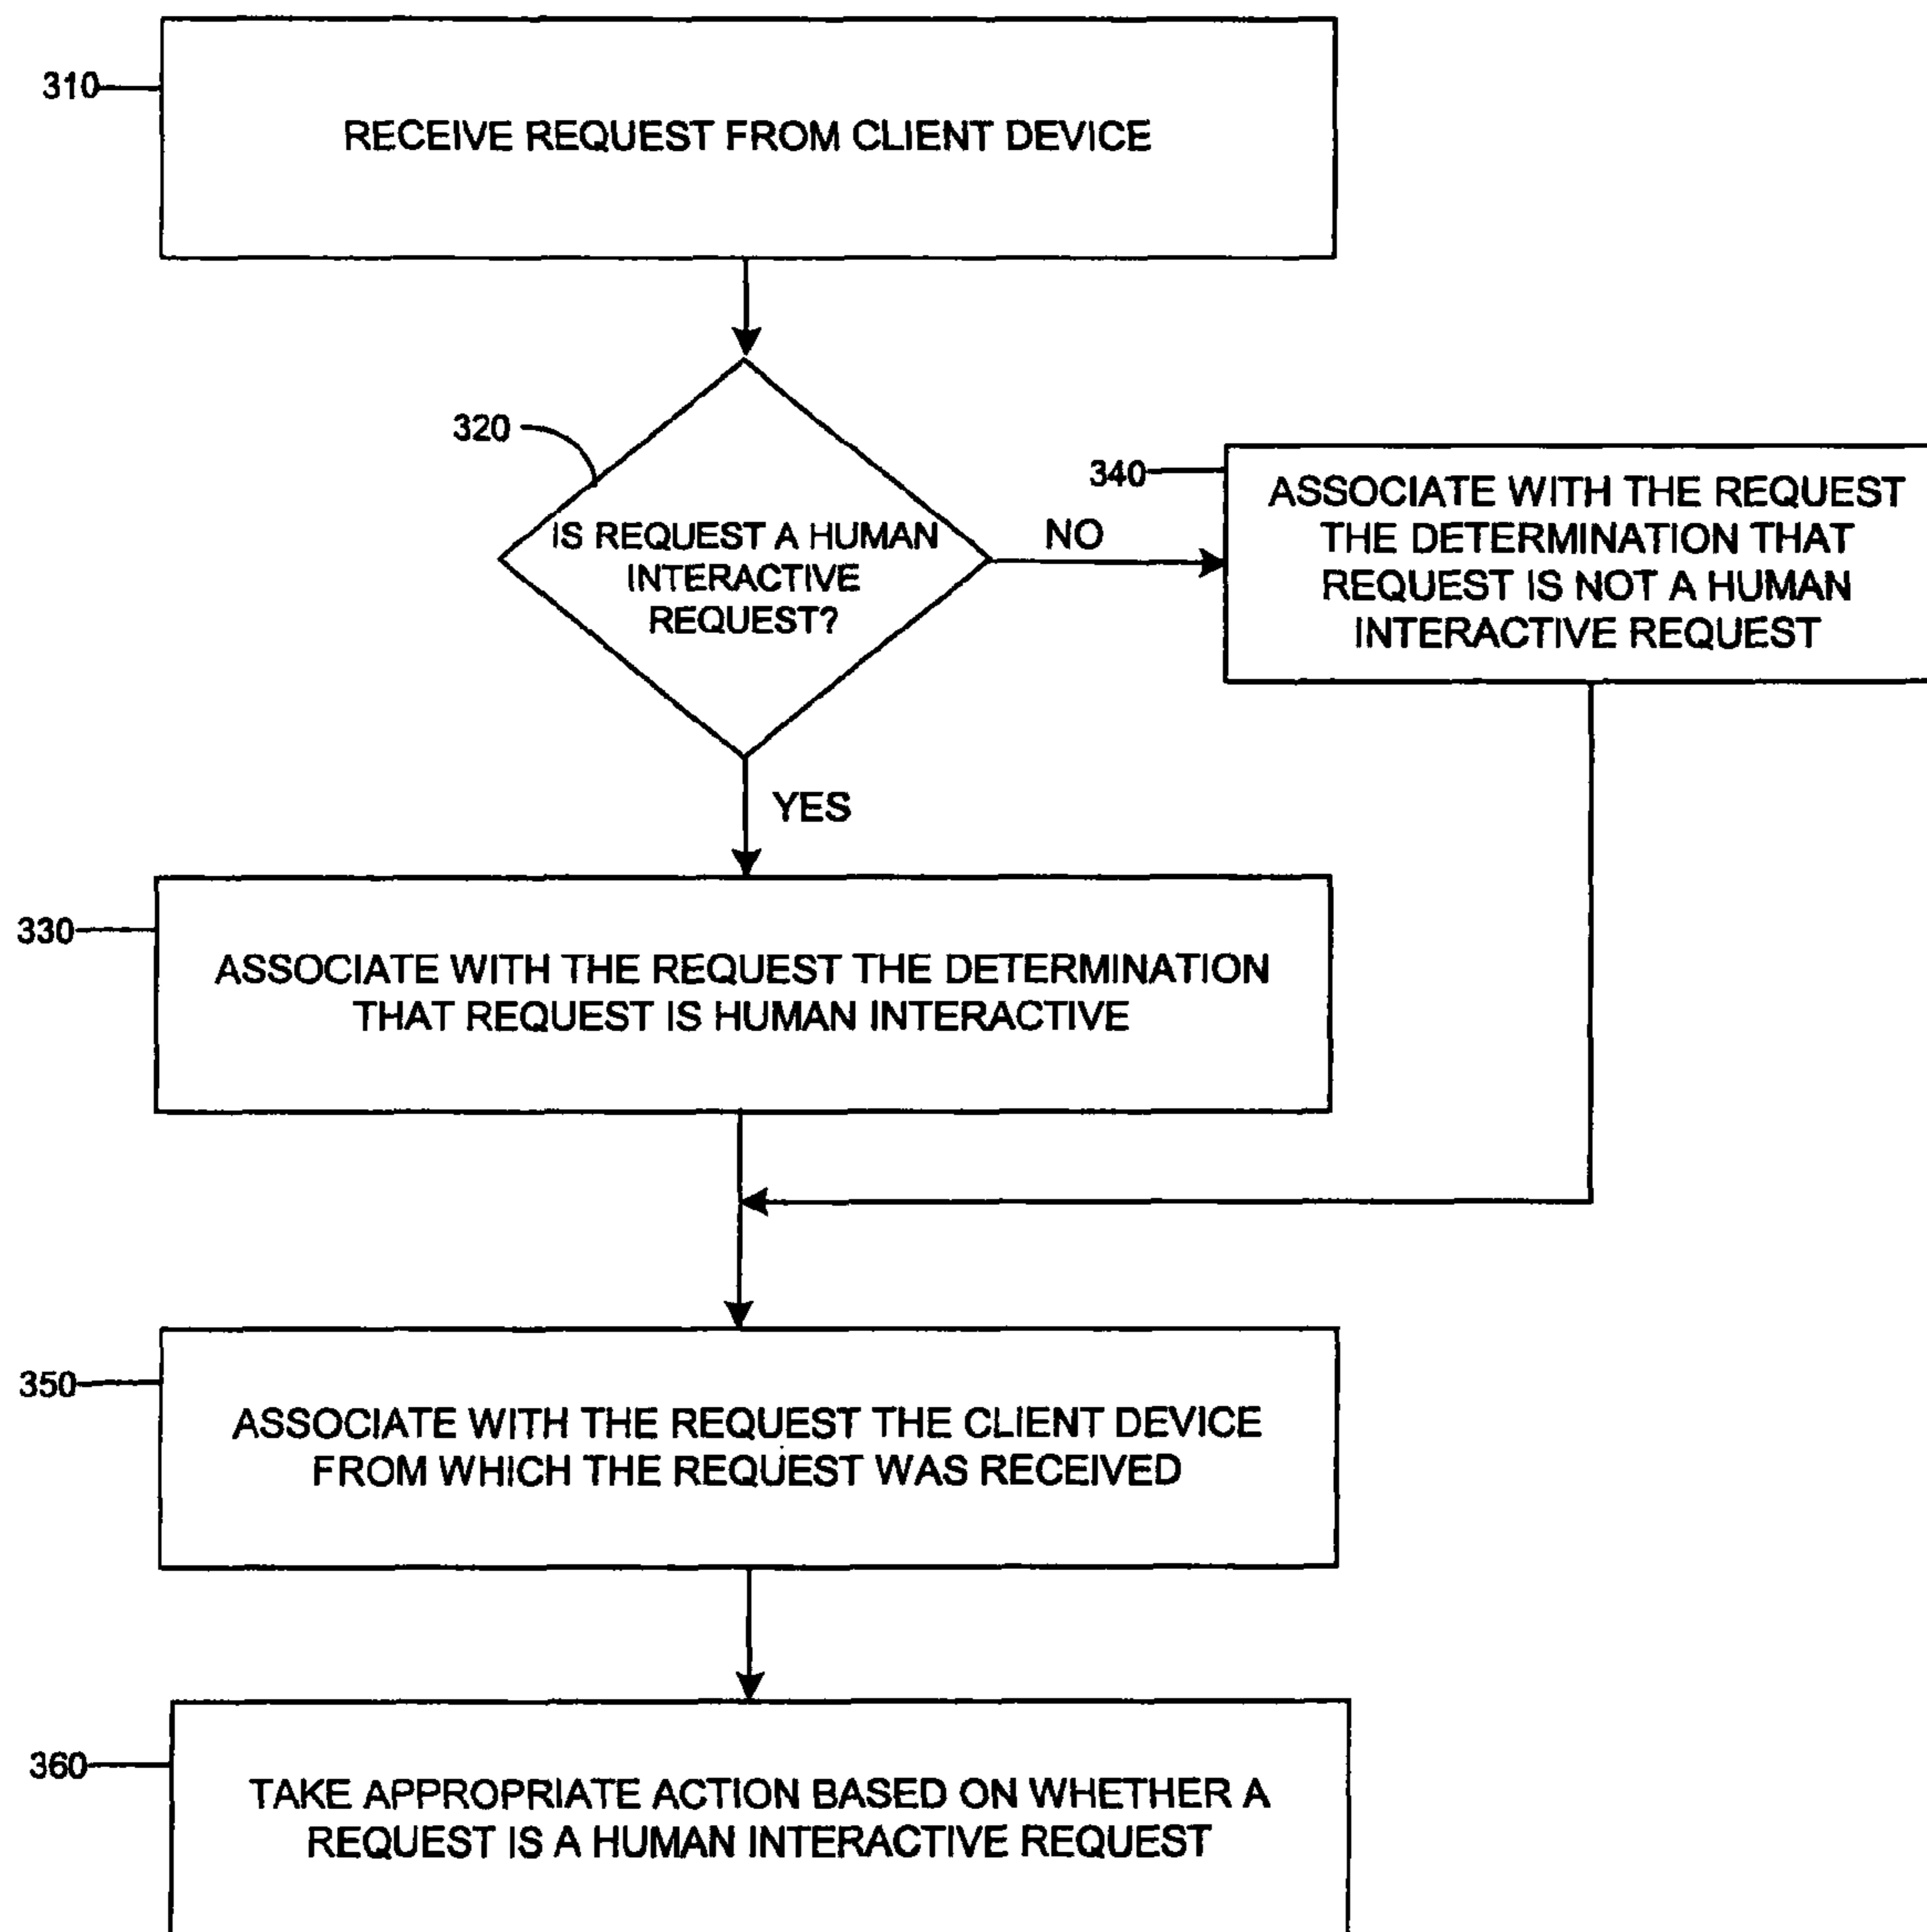 310
RECEIVE REQUEST FROM CLIENT DEVICE
320
IS REQUEST A HUMAN
INTERACTIVE
REQUEST?
NO
340
ASSOCIATE WITH THE REQUEST
THE DETERMINATION THAT
REQUEST IS NOT A HUMAN
INTERACTIVE REQUEST
YES
330
ASSOCIATE WITH THE REQUEST THE DETERMINATION
THAT REQUEST IS HUMAN INTERACTIVE
350
ASSOCIATE WITH THE REQUEST THE CLIENT DEVICE
FROM WHICH THE REQUEST WAS RECEIVED
360
TAKE APPROPRIATE ACTION BASED ON WHETHER A
REQUEST IS A HUMAN INTERACTIVE REQUEST